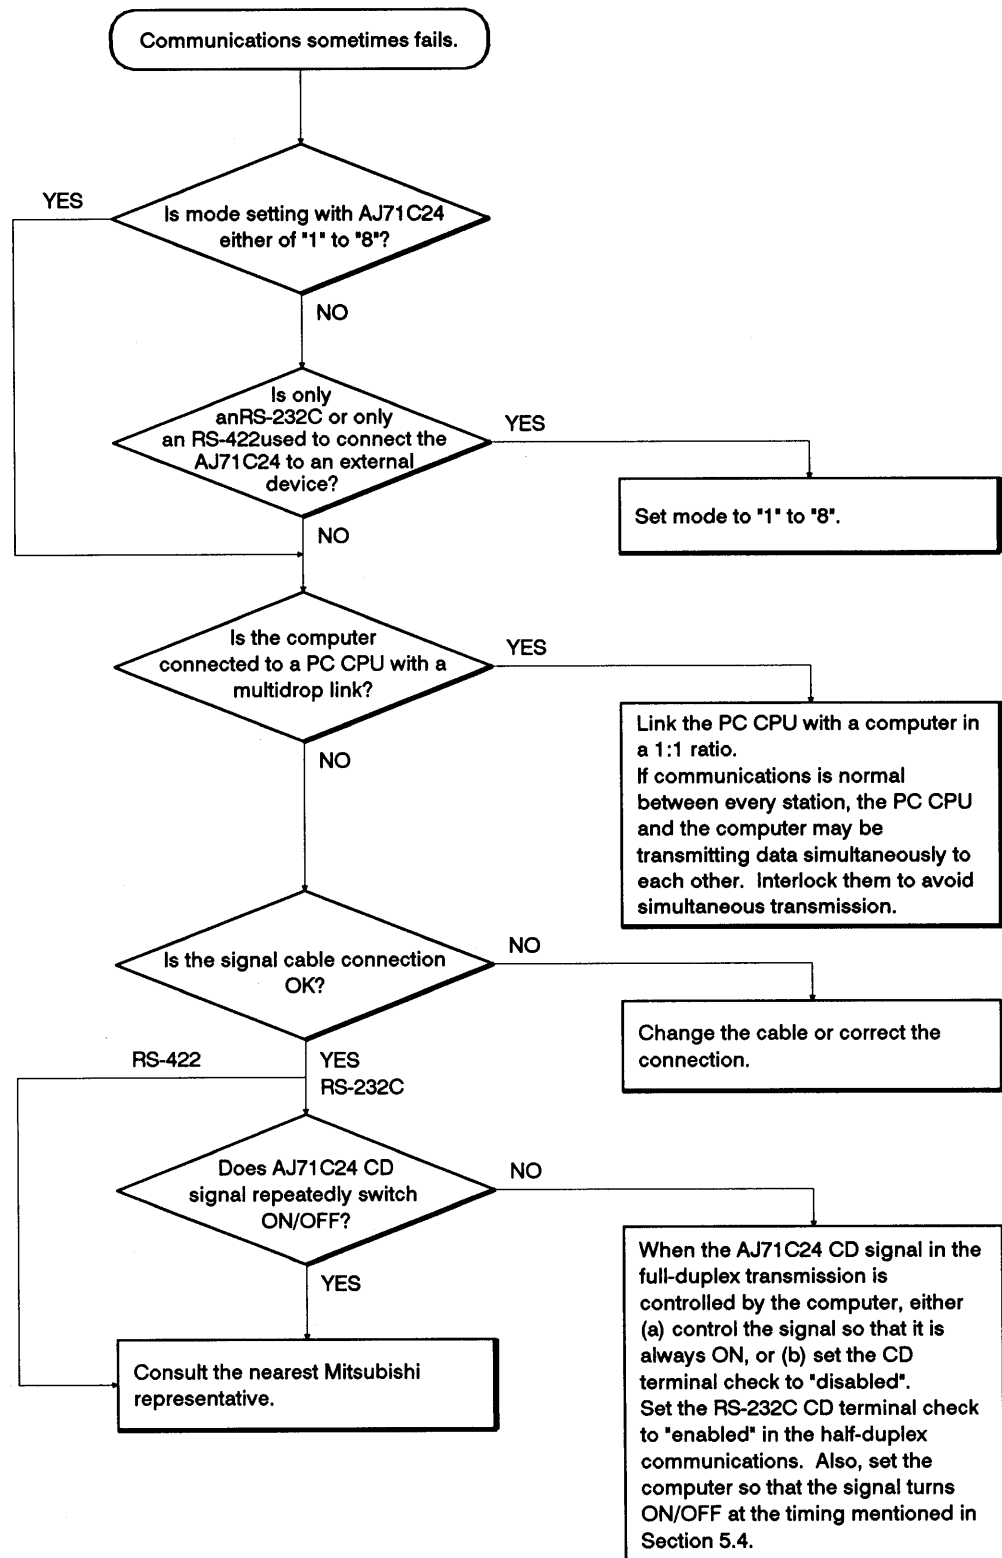 Communications sometimes fails.
YES
Is mode setting with AJ71C24
either of "1" to "8"?
NO
Is only
anRS-232C or only
an RS-422used to connect the
AJ71C24 to an external
device?
YES
Set mode to "1" to "8".
NO
Is the computer
connected to a PC CPU with a
multidrop link?
YES
Link the PC CPU with a computer in
a 1:1 ratio.
If communications is normal
between every station, the PC CPU
and the computer may be
transmitting data simultaneously to
each other. Interlock them to avoid
simultaneous transmission.
NO
Is the signal cable connection
OK?
NO
Change the cable or correct the
connection.
RS-422
YES
RS-232C
Does AJ71C24 CD
signal repeatedly switch
ON/OFF?
NO
When the AJ71C24 CD signal in the
full-duplex transmission is
controlled by the computer, either
(a) control the signal so that it is
always ON, or (b) set the CD
terminal check to "disabled".
Set the RS-232C CD terminal check
to "enabled" in the half-duplex
communications. Also, set the
computer so that the signal turns
ON/OFF at the timing mentioned in
Section 5.4.
YES
Consult the nearest Mitsubishi
representative.